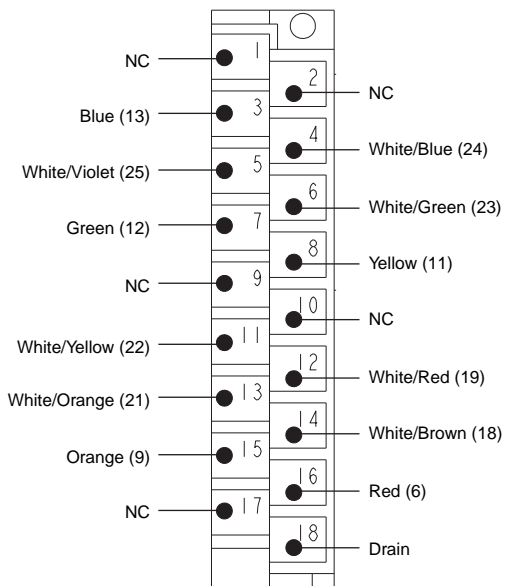 NC 1
2 NC
Blue (13) 3
4 White/Blue (24)
White/Violet (25) 5
6 White/Green (23)
Green (12) 7
8 Yellow (11)
NC 9
10 NC
White/Yellow (22) 11
12 White/Red (19)
White/Orange (21) 13
14 White/Brown (18)
Orange (9) 15
16 Red (6)
NC 17
18 Drain